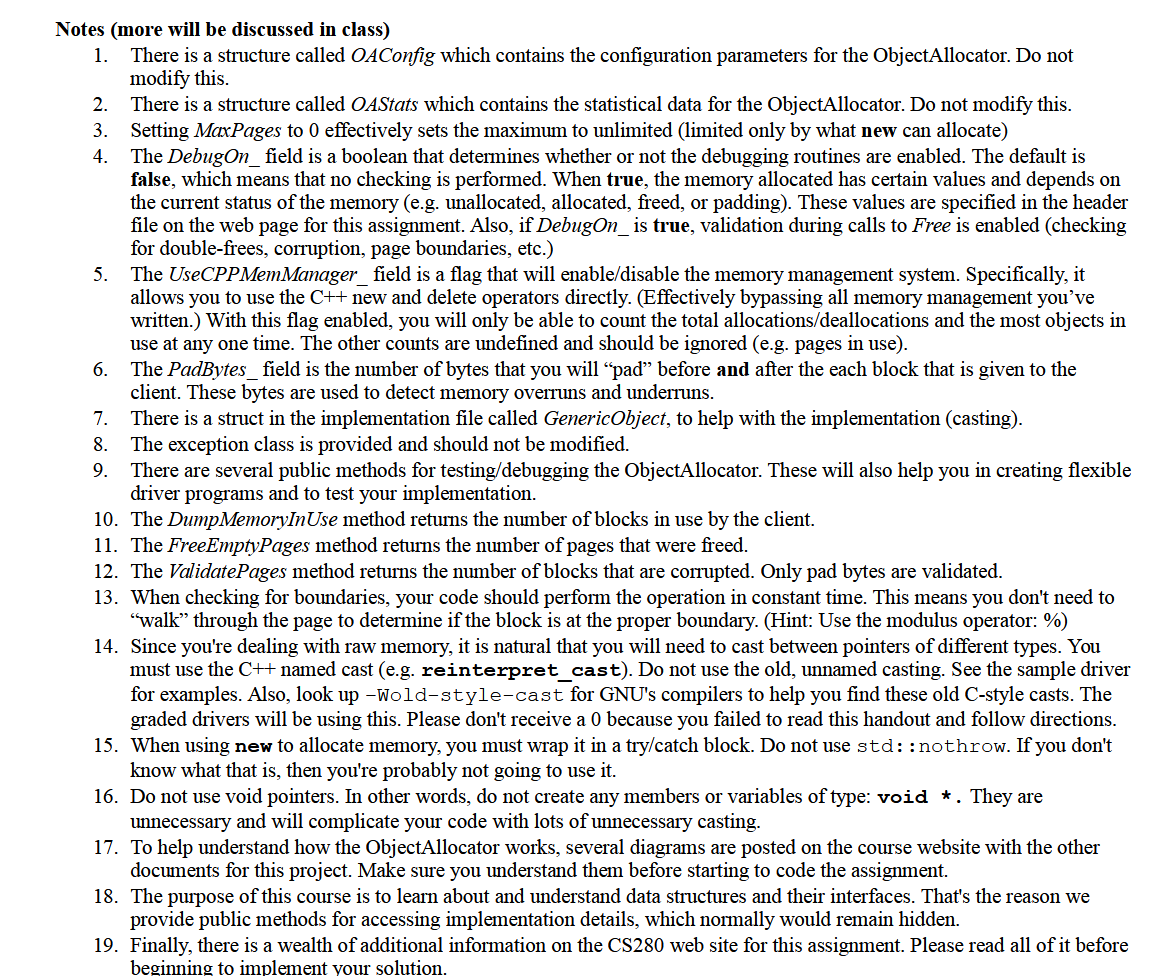 Notes (more will be discussed in class)
1. There is a structure called OAConfig which contains the configuration parameters for the ObjectAllocator. Do not
modify this.
2. There is a structure called OAStats which contains the statistical data for the ObjectAllocator. Do not modify this.
3. Setting MaxPages to 0 effectively sets the maximum to unlimited (limited only by what new can allocate)
4. The DebugOn_ field is a boolean that determines whether or not the debugging routines are enabled. The default is
false, which means that no checking is performed. When true, the memory allocated has certain values and depends on
the current status of the memory (e.g. unallocated, allocated, freed, or padding). These values are specified in the header
file on the web page for this assignment. Also, if DebugOn_ is true, validation during calls to Free is enabled (checking
for double-frees, corruption, page boundaries, etc.)
5. The UseCPPMemManager_ field is a flag that will enable/disable the memory management system. Specifically, it
allows you to use the C++ new and delete operators directly. (Effectively bypassing all memory management you’ve
written.) With this flag enabled, you will only be able to count the total allocations/deallocations and the most objects in
use at any one time. The other counts are undefined and should be ignored (e.g. pages in use).
6. The PadBytes_ field is the number of bytes that you will “pad” before and after the each block that is given to the
client. These bytes are used to detect memory overruns and underruns.
7. There is a struct in the implementation file called GenericObject, to help with the implementation (casting).
8. The exception class is provided and should not be modified.
9. There are several public methods for testing/debugging the ObjectAllocator. These will also help you in creating flexible
driver programs and to test your implementation.
10. The DumpMemoryInUse method returns the number of blocks in use by the client.
11. The FreeEmptyPages method returns the number of pages that were freed.
12. The ValidatePages method returns the number of blocks that are corrupted. Only pad bytes are validated.
13. When checking for boundaries, your code should perform the operation in constant time. This means you don't need to
“walk” through the page to determine if the block is at the proper boundary. (Hint: Use the modulus operator: %)
14. Since you're dealing with raw memory, it is natural that you will need to cast between pointers of different types. You
must use the C++ named cast (e.g. reinterpret_cast). Do not use the old, unnamed casting. See the sample driver
for examples. Also, look up -Wold-style-cast for GNU's compilers to help you find these old C-style casts. The
graded drivers will be using this. Please don't receive a 0 because you failed to read this handout and follow directions.
15. When using new to allocate memory, you must wrap it in a try/catch block. Do not use std::nothrow. If you don't
know what that is, then you're probably not going to use it.
16. Do not use void pointers. In other words, do not create any members or variables of type: void *. They are
unnecessary and will complicate your code with lots of unnecessary casting.
17. To help understand how the ObjectAllocator works, several diagrams are posted on the course website with the other
documents for this project. Make sure you understand them before starting to code the assignment.
18. The purpose of this course is to learn about and understand data structures and their interfaces. That's the reason we
provide public methods for accessing implementation details, which normally would remain hidden.
19. Finally, there is a wealth of additional information on the CS280 web site for this assignment. Please read all of it before
beginning to implement your solution.